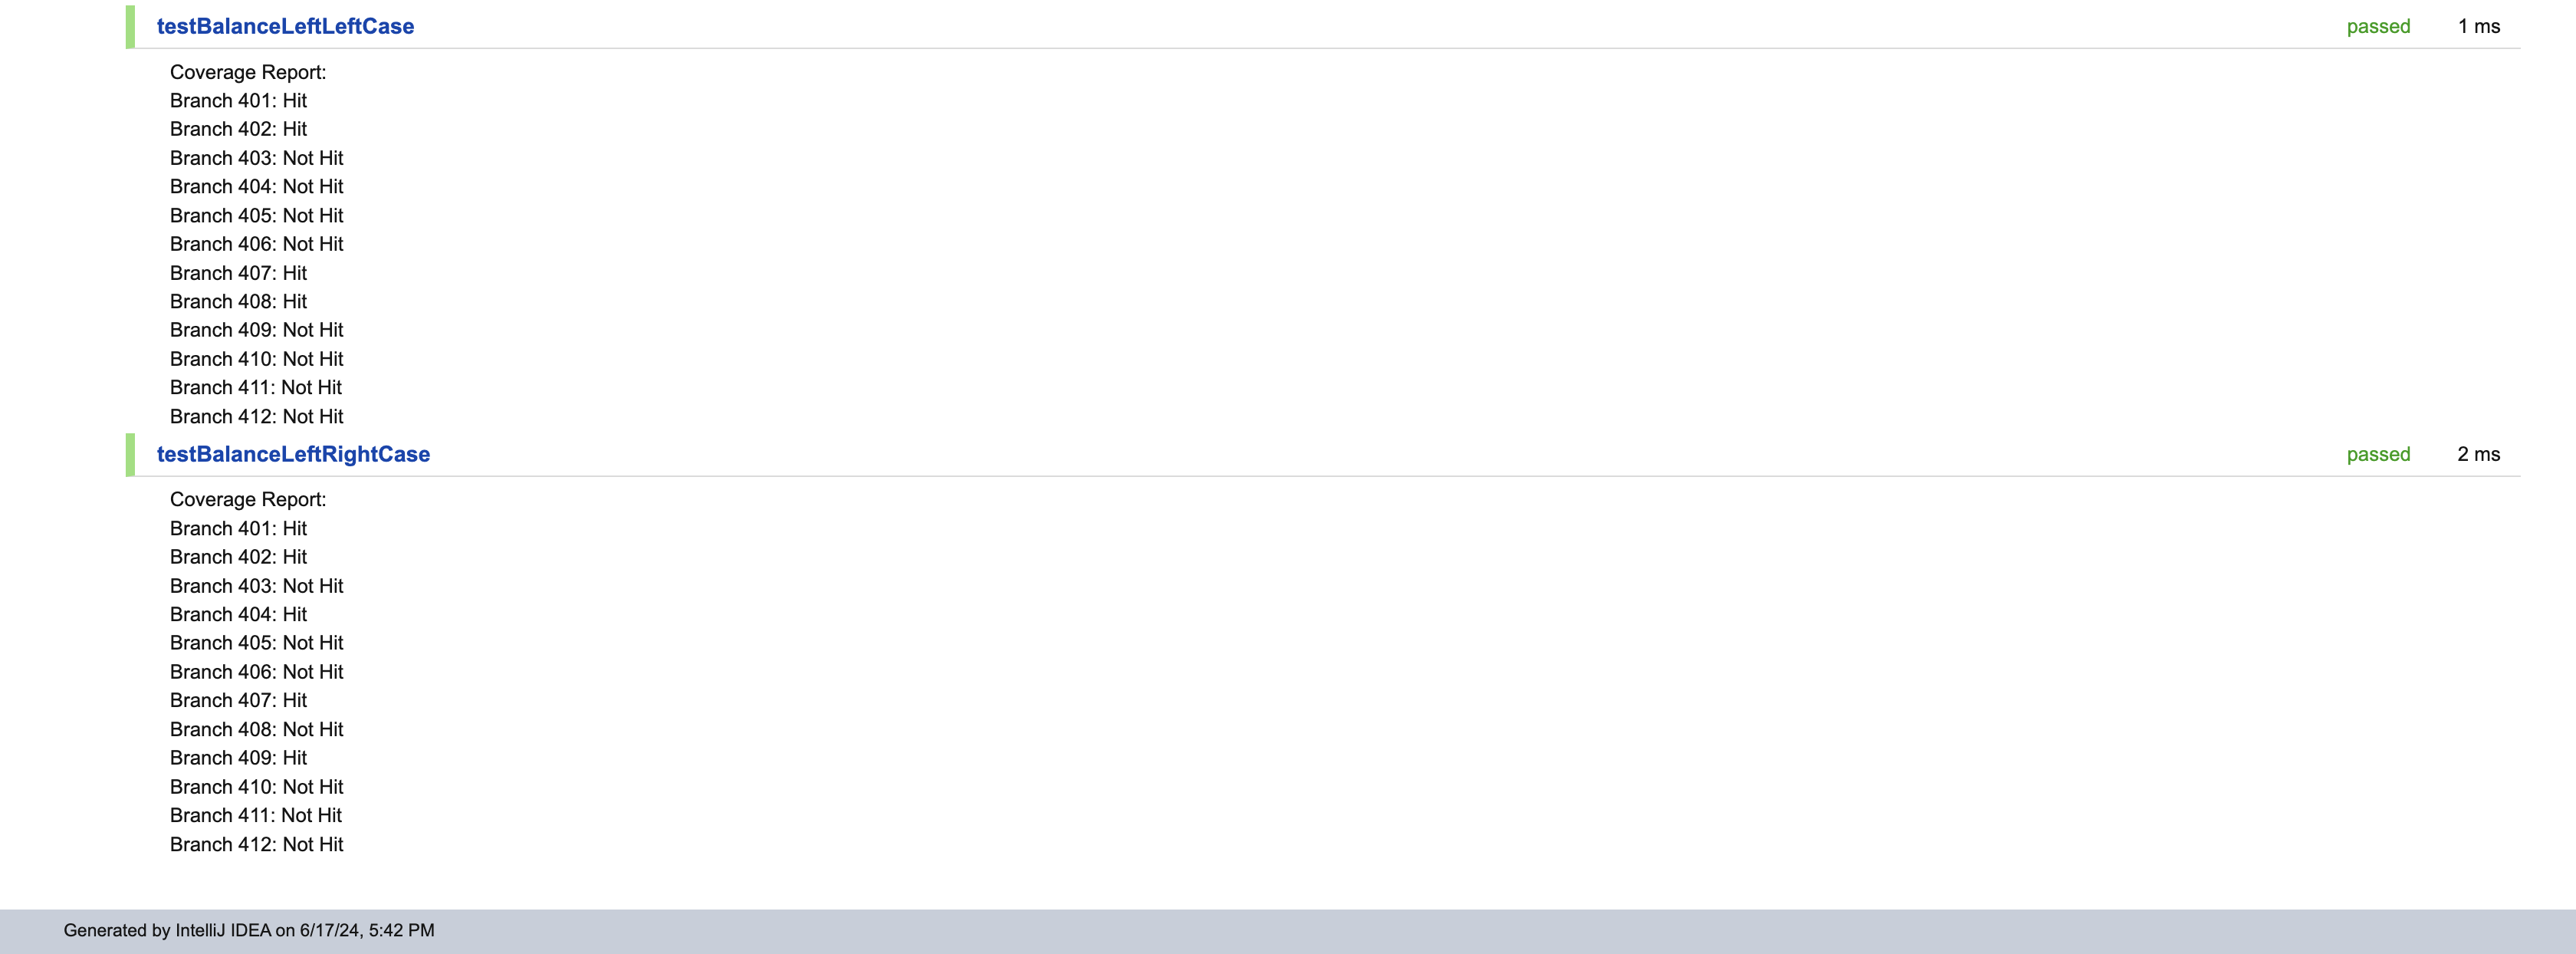 testBalanceLeftLeftCase passed 1 ms
Coverage Report:
Branch 401: Hit
Branch 402: Hit
Branch 403: Not Hit
Branch 404: Not Hit
Branch 405: Not Hit
Branch 406: Not Hit
Branch 407: Hit
Branch 408: Hit
Branch 409: Not Hit
Branch 410: Not Hit
Branch 411: Not Hit
Branch 412: Not Hit
testBalanceLeftRightCase passed 2 ms
Coverage Report:
Branch 401: Hit
Branch 402: Hit
Branch 403: Not Hit
Branch 404: Hit
Branch 405: Not Hit
Branch 406: Not Hit
Branch 407: Hit
Branch 408: Not Hit
Branch 409: Hit
Branch 410: Not Hit
Branch 411: Not Hit
Branch 412: Not Hit
Generated by IntelliJ IDEA on 6/17/24, 5:42 PM